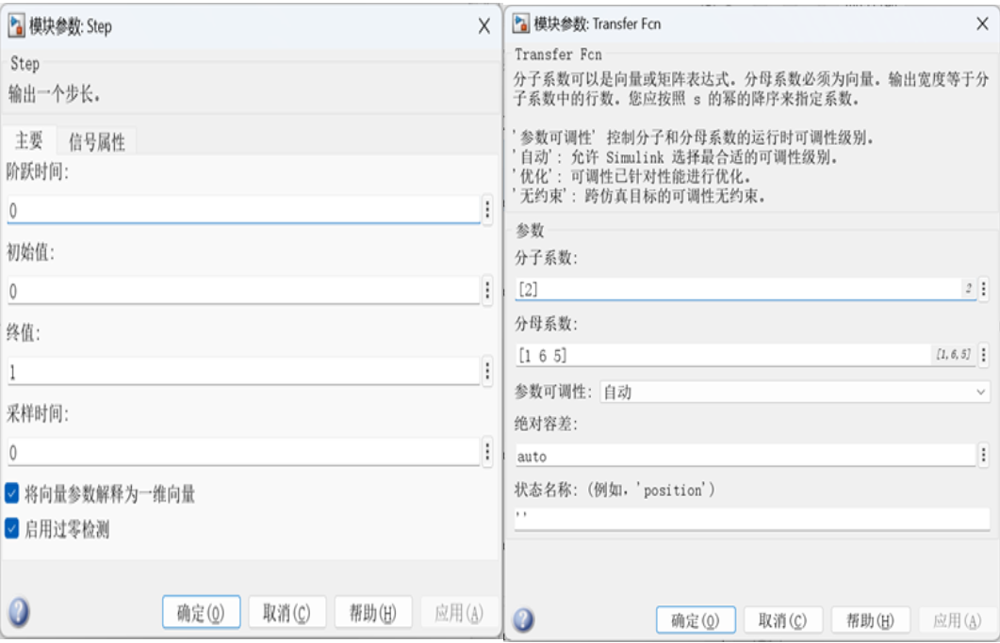 模块参数: Step
Step
输出一个步长。
主要 信号属性
阶跃时间:
0
初始值:
0
终值:
1
采样时间:
0
将向量参数解释为一维向量
启用过零检测
确定(O) 取消(C) 帮助(H) 应用(A)
模块参数: Transfer Fcn
Transfer Fcn
分子系数可以是向量或矩阵表达式。分母系数必须为向量。输出宽度等于分
子系数中的行数。您应按照 s 的幂的降序来指定系数。
'参数可调性' 控制分子和分母系数的运行时可调性级别。
'自动': 允许 Simulink 选择最合适的可调性级别。
'优化': 可调性已针对性能进行优化。
'无约束': 跨仿真目标的可调性无约束。
参数
分子系数:
[2] 2
分母系数:
[1 6 5] [1,6,5]
参数可调性: 自动
绝对容差:
auto
状态名称: (例如，'position')
''
确定(O) 取消(C) 帮助(H) 应用(A)